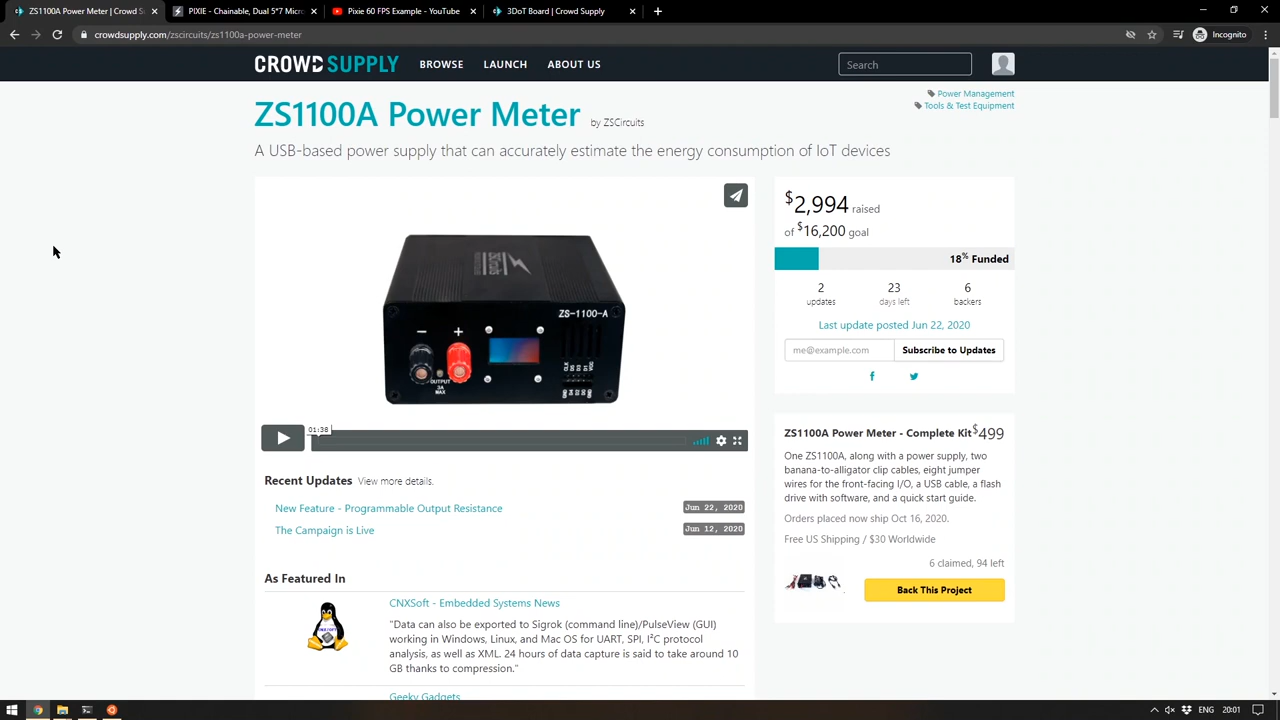 ZS1100A Power Meter | Crowd S
PIXIE - Chainable, Dual 5*7 Micro
Pixie 60 FPS Example - YouTube
3Dot Board | Crowd Supply
crowdsupply.com/zscircuits/zs1100a-power-meter
Incognito
CROWD SUPPLY
BROWSE
LAUNCH
ABOUT US
Search
Power Management
Tools & Test Equipment
ZS1100A Power Meter by ZSCircuits
A USB-based power supply that can accurately estimate the energy consumption of IoT devices
ZS-1100-A
OUTPUT
3A
MAX
01:38
$2,994 raised
of $16,200 goal
18% Funded
2
updates
23
days left
6
backers
Last update posted Jun 22, 2020
me@example.com
Subscribe to Updates
ZS1100A Power Meter - Complete Kit $499
One ZS1100A, along with a power supply, two
banana-to-alligator clip cables, eight jumper
wires for the front-facing I/O, a USB cable, a flash
drive with software, and a quick start guide.
Orders placed now ship Oct 16, 2020.
Free US Shipping / $30 Worldwide
6 claimed, 94 left
Back This Project
Recent Updates View more details.
New Feature - Programmable Output Resistance
Jun 22, 2020
The Campaign is Live
Jun 12, 2020
As Featured In
CNXSoft - Embedded Systems News
"Data can also be exported to Sigrok (command line)/PulseView (GUI)
working in Windows, Linux, and Mac OS for UART, SPI, I²C protocol
analysis, as well as XML. 24 hours of data capture is said to take around 10
GB thanks to compression."
Geeky Gadgets
ENG
20:01